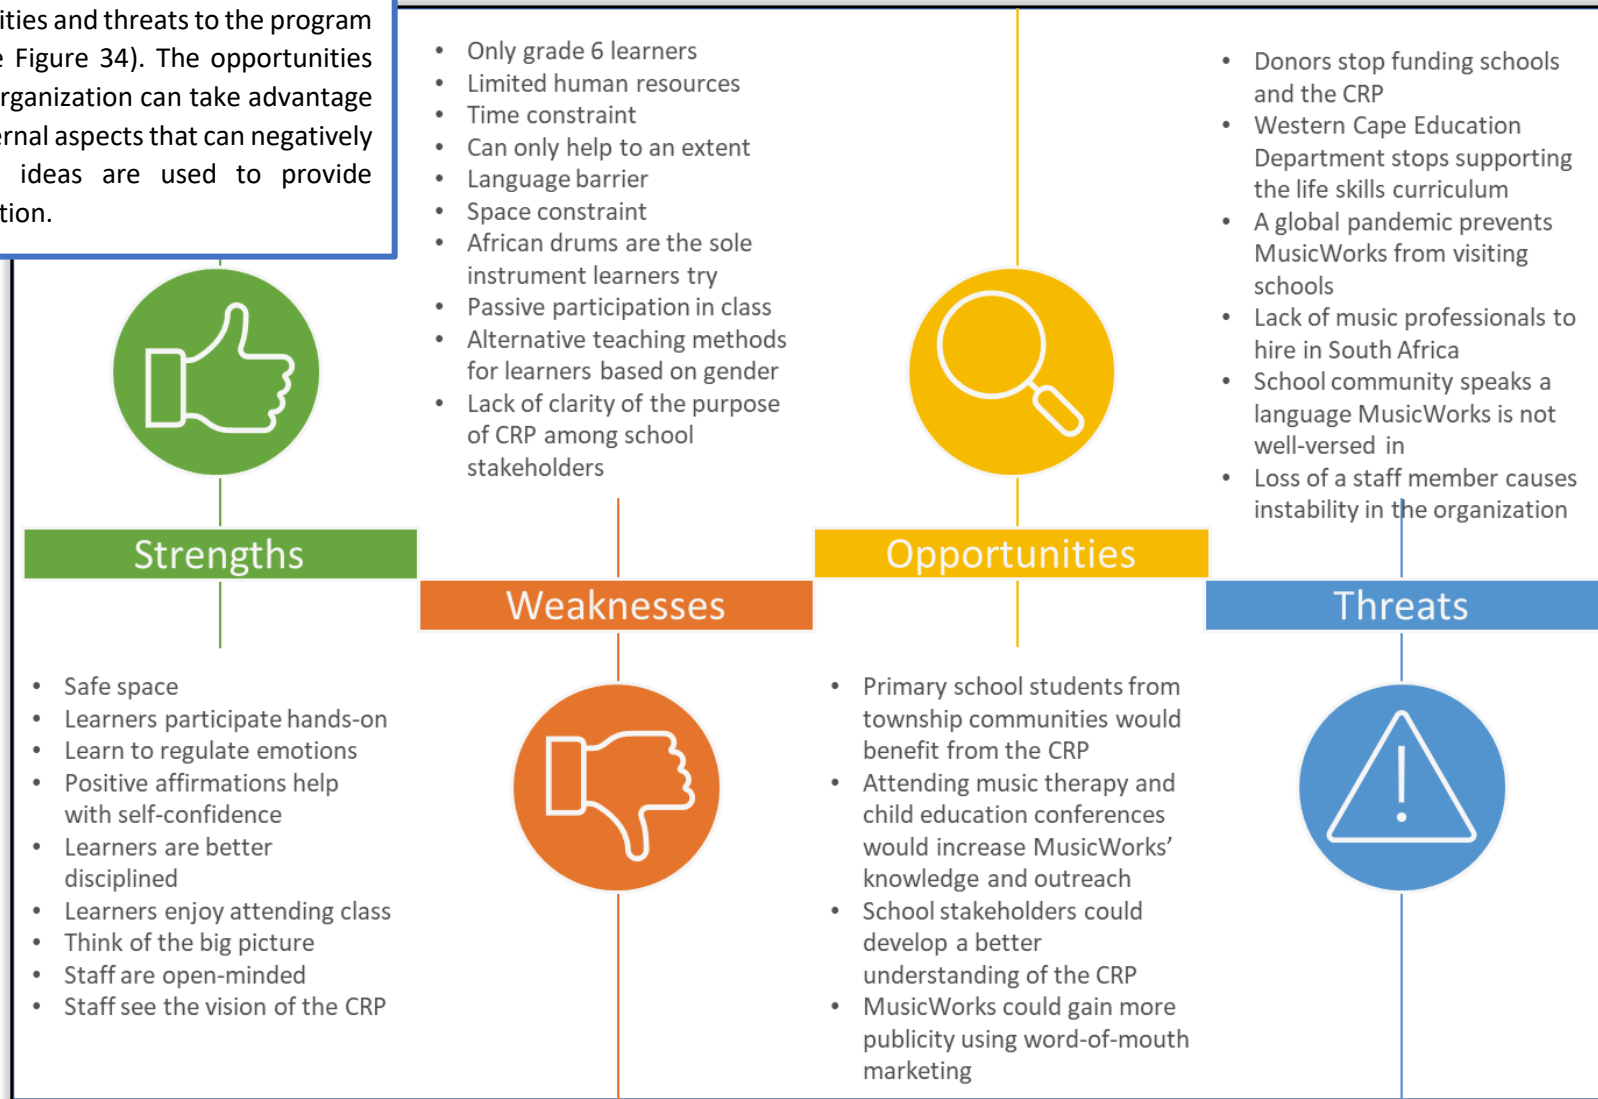 ities and threats to the program
Figure 34). The opportunities
rganization can take advantage
ernal aspects that can negatively
ideas are used to provide
tion.
• Only grade 6 learners
• Limited human resources
• Time constraint
• Can only help to an extent
• Language barrier
• Space constraint
• African drums are the sole
instrument learners try
• Passive participation in class
• Alternative teaching methods
for learners based on gender
• Lack of clarity of the purpose
of CRP among school
stakeholders
• Donors stop funding schools
and the CRP
• Western Cape Education
Department stops supporting
the life skills curriculum
• A global pandemic prevents
MusicWorks from visiting
schools
• Lack of music professionals to
hire in South Africa
• School community speaks a
language MusicWorks is not
well-versed in
• Loss of a staff member causes
instability in the organization
Strengths
Weaknesses
Opportunities
Threats
• Safe space
• Learners participate hands-on
• Learn to regulate emotions
• Positive affirmations help
with self-confidence
• Learners are better
disciplined
• Learners enjoy attending class
• Think of the big picture
• Staff are open-minded
• Staff see the vision of the CRP
• Primary school students from
township communities would
benefit from the CRP
• Attending music therapy and
child education conferences
would increase MusicWorks’
knowledge and outreach
• School stakeholders could
develop a better
understanding of the CRP
• MusicWorks could gain more
publicity using word-of-mouth
marketing